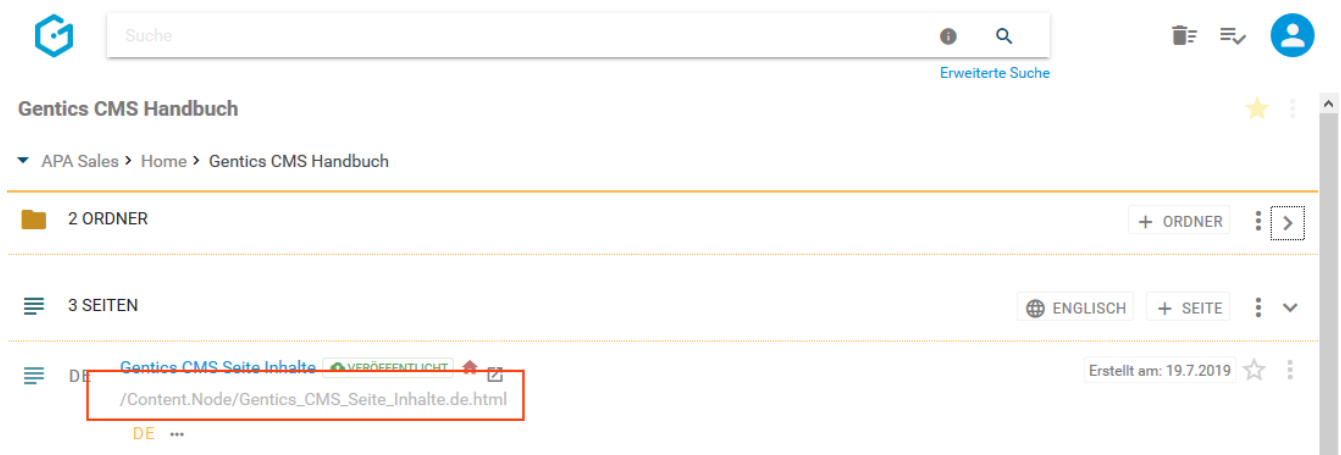 Suche
Erweiterte Suche
Gentics CMS Handbuch
APA Sales > Home > Gentics CMS Handbuch
2 ORDNER + ORDNER
3 SEITEN ENGLISCH + SEITE
DE Gentics CMS Seite Inhalte VERÖFFENTLICHT Erstellt am: 19.7.2019
/Content.Node/Gentics_CMS_Seite_Inhalte.de.html
DE ...